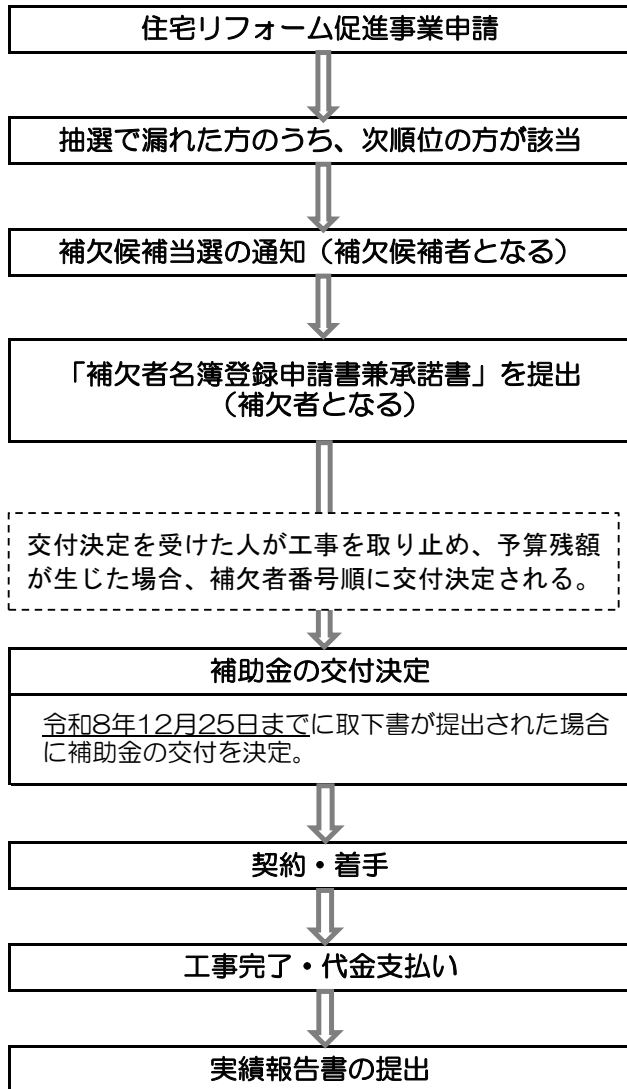 住宅リフォーム促進事業申請
抽選で漏れた方のうち、次順位の方が該当
補欠候補当選の通知（補欠候補者となる）
「補欠者名簿登録申請書兼承諾書」を提出
（補欠者となる）
交付決定を受けた人が工事を取り止め、予算残額
が生じた場合、補欠者番号順に交付決定される。
補助金の交付決定
令和8年12月25日までに取下書が提出された場合
に補助金の交付を決定。
契約・着手
工事完了・代金支払い
実績報告書の提出